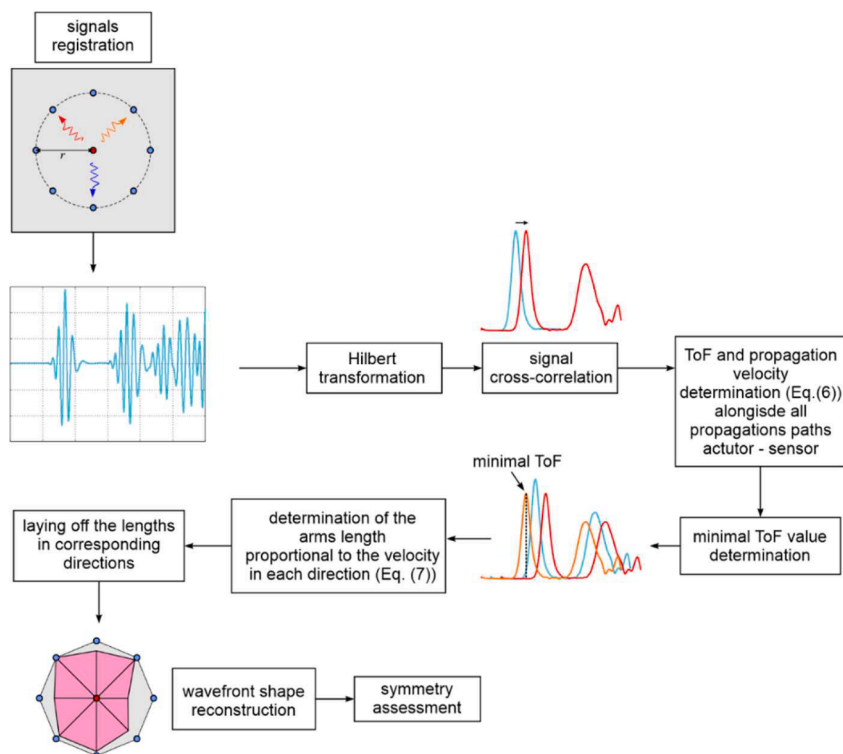 signals
registration
r
Hilbert
transformation
signal
cross-correlation
ToF and propagation
velocity
determination (Eq.(6))
alongisde all
propagations paths
actutor - sensor
minimal ToF value
determination
minimal ToF
determination of the
arms length
proportional to the velocity
in each direction (Eq. (7))
laying off the lengths
in corresponding
directions
wavefront shape
reconstruction
symmetry
assessment